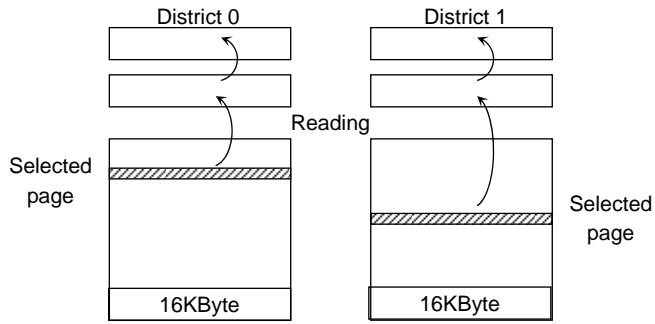 District 0
District 1
Reading
Selected
page
Selected
page
16KByte
16KByte